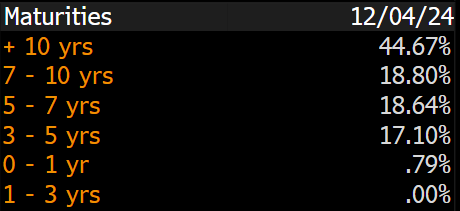 Maturities 12/04/24
+ 10 yrs 44.67%
7 - 10 yrs 18.80%
5 - 7 yrs 18.64%
3 - 5 yrs 17.10%
0 - 1 yr .79%
1 - 3 yrs .00%